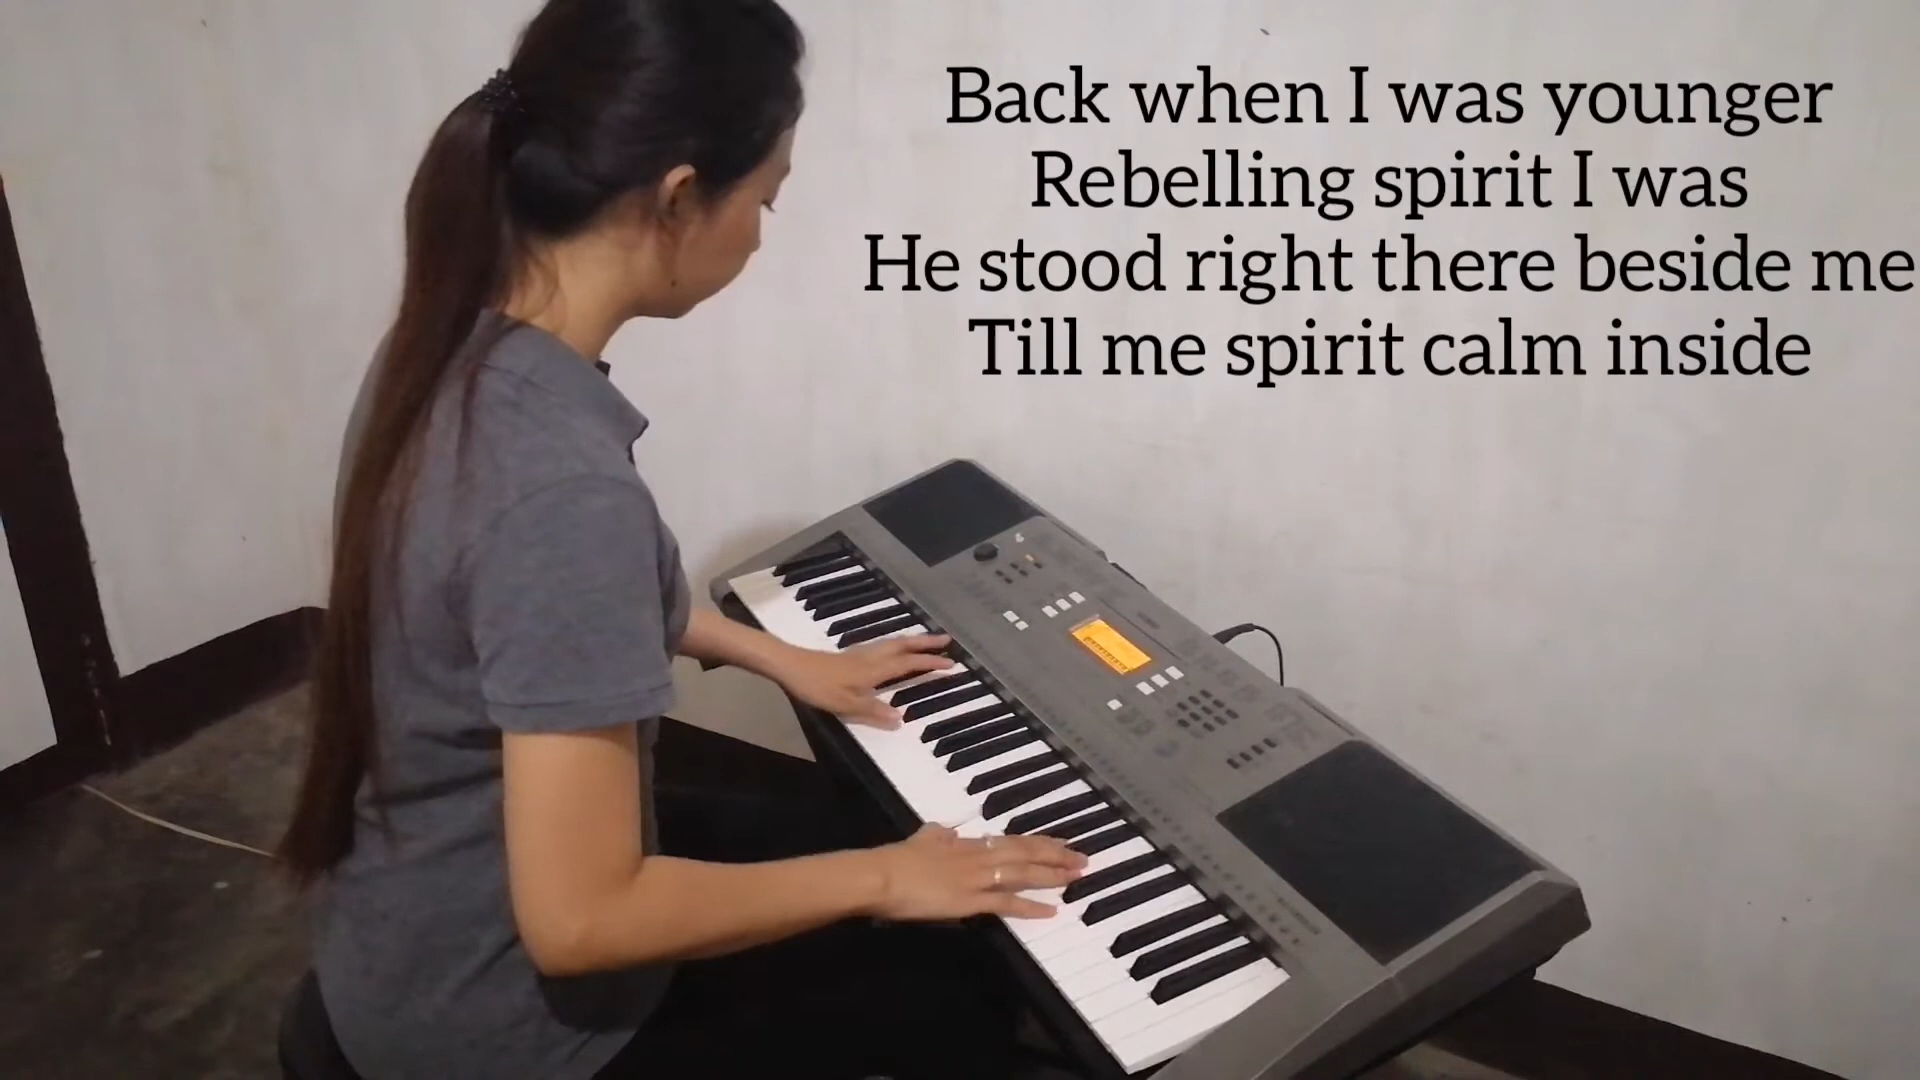 Back when I was younger
Rebelling spirit I was
He stood right there beside me
Till me spirit calm inside